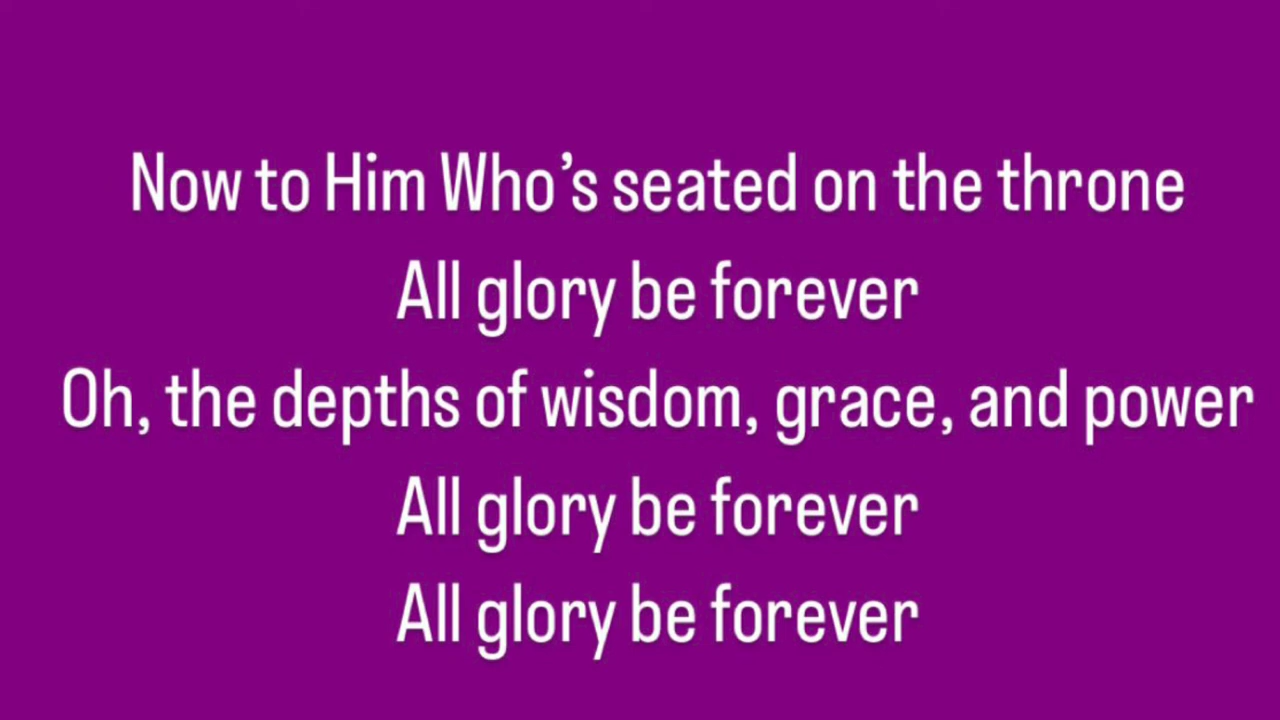 Now to Him Who’s seated on the throne
All glory be forever
Oh, the depths of wisdom, grace, and power
All glory be forever
All glory be forever